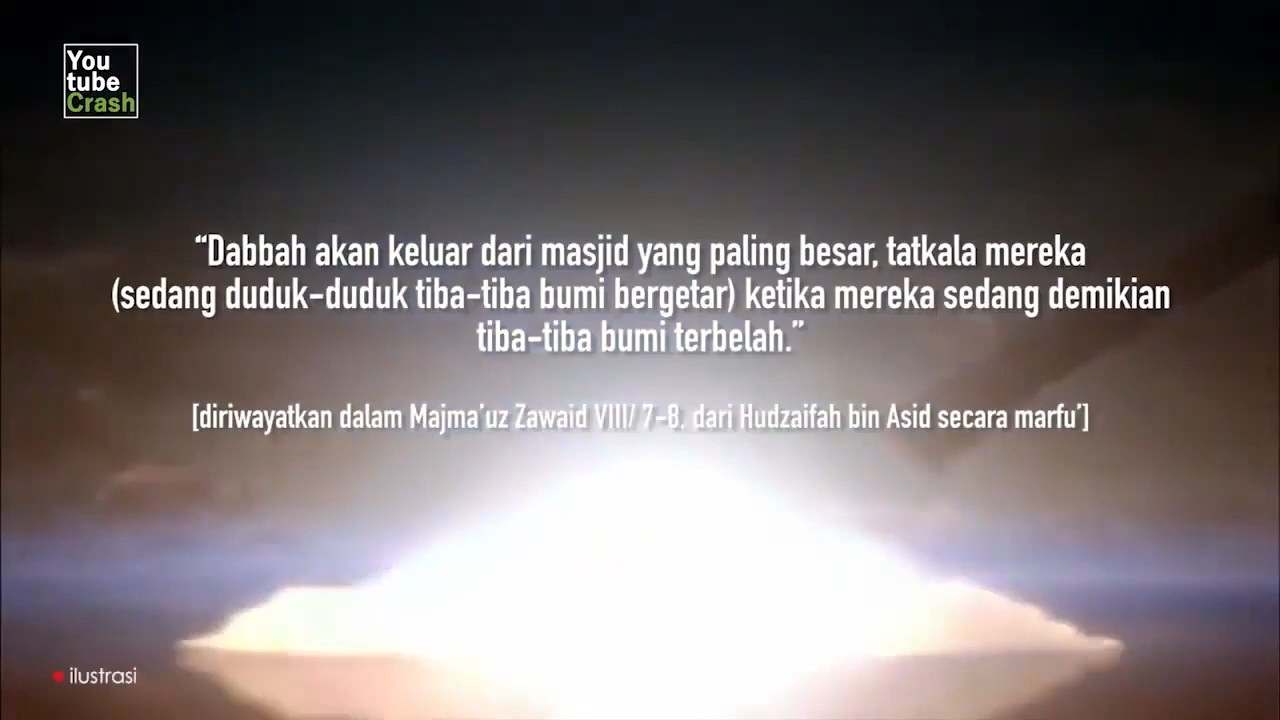 You
tube
Crash
“Dabbah akan keluar dari masjid yang paling besar, tatkala mereka
(sedang duduk-duduk tiba-tiba bumi bergetar) ketika mereka sedang demikian
tiba-tiba bumi terbelah.”
[diriwayatkan dalam Majma’uz Zawaid VIII/ 7-8, dari Hudzaifah bin Asid secara marfu’]
ilustrasi